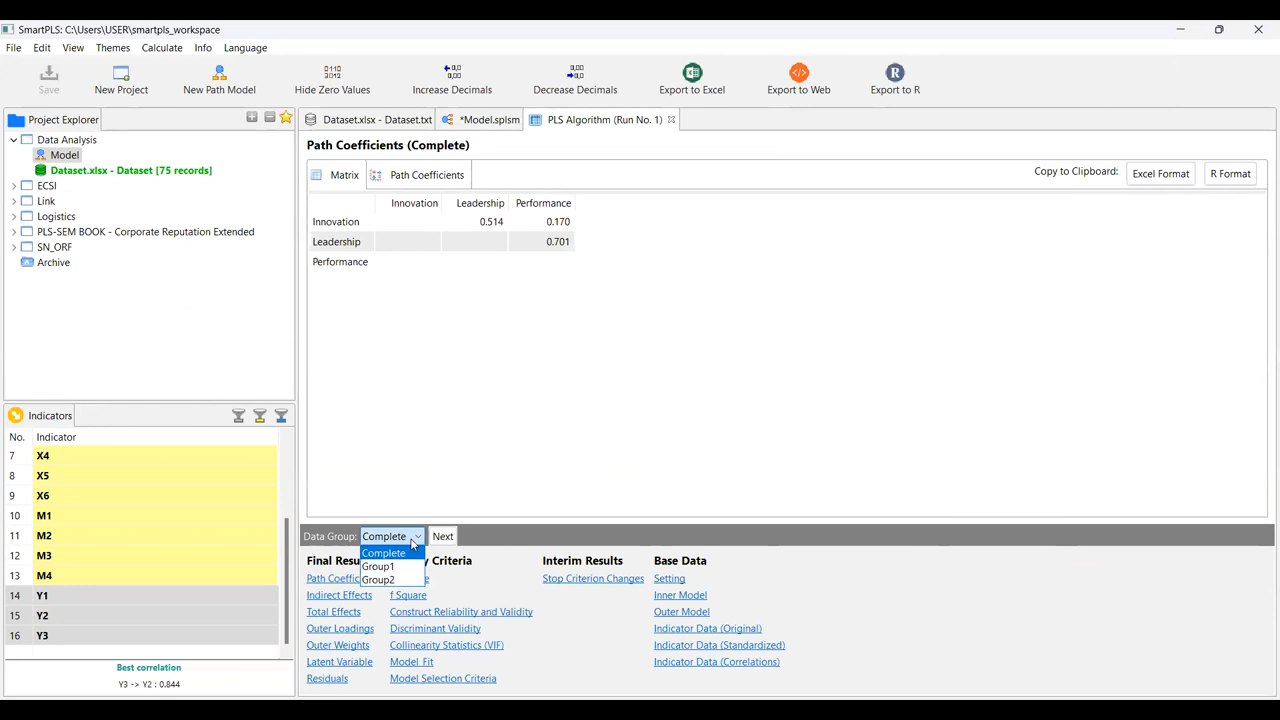 SmartPLS: C:\Users\USER\smartpls_workspace
File Edit View Themes Calculate Info Language
Save New Project New Path Model Hide Zero Values Increase Decimals Decrease Decimals Export to Excel Export to Web Export to R
Project Explorer
Data Analysis
Model
Dataset.xlsx - Dataset [75 records]
ECSI
Link
Logistics
PLS-SEM BOOK - Corporate Reputation Extended
SN_ORF
Archive
Indicators
No. Indicator
7 X4
8 X5
9 X6
10 M1
11 M2
12 M3
13 M4
14 Y1
15 Y2
16 Y3
Best correlation
Y3 -> Y2 : 0.844
Dataset.xlsx - Dataset.txt *Model.splsm PLS Algorithm (Run No. 1)
Path Coefficients (Complete)
Matrix Path Coefficients Copy to Clipboard: Excel Format R Format
Innovation Leadership Performance
Innovation 0.514 0.170
Leadership 0.701
Performance
Data Group: Complete Next
Complete
Group1
Group2
Final Resu y Criteria Interim Results Base Data
Path Coeffic e Stop Criterion Changes Setting
Indirect Effects f Square Inner Model
Total Effects Construct Reliability and Validity Outer Model
Outer Loadings Discriminant Validity Indicator Data (Original)
Outer Weights Collinearity Statistics (VIF) Indicator Data (Standardized)
Latent Variable Model Fit Indicator Data (Correlations)
Residuals Model Selection Criteria